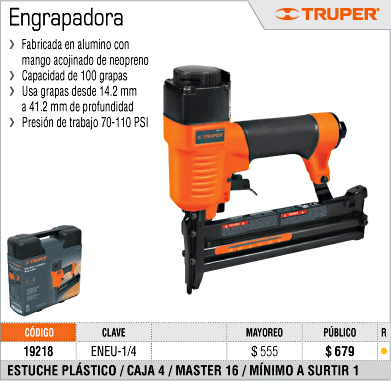 Engrapadora
TRUPER®
› Fabricada en alumino con
mango acojinado de neopreno
› Capacidad de 100 grapas
› Usa grapas desde 14.2 mm
a 41.2 mm de profundidad
› Presión de trabajo 70-110 PSI
TRUPER
TRUPER
CÓDIGO CLAVE MAYOREO PÚBLICO R
19218 ENEU-1/4 $ 555 $ 679
ESTUCHE PLÁSTICO / CAJA 4 / MASTER 16 / MÍNIMO A SURTIR 1